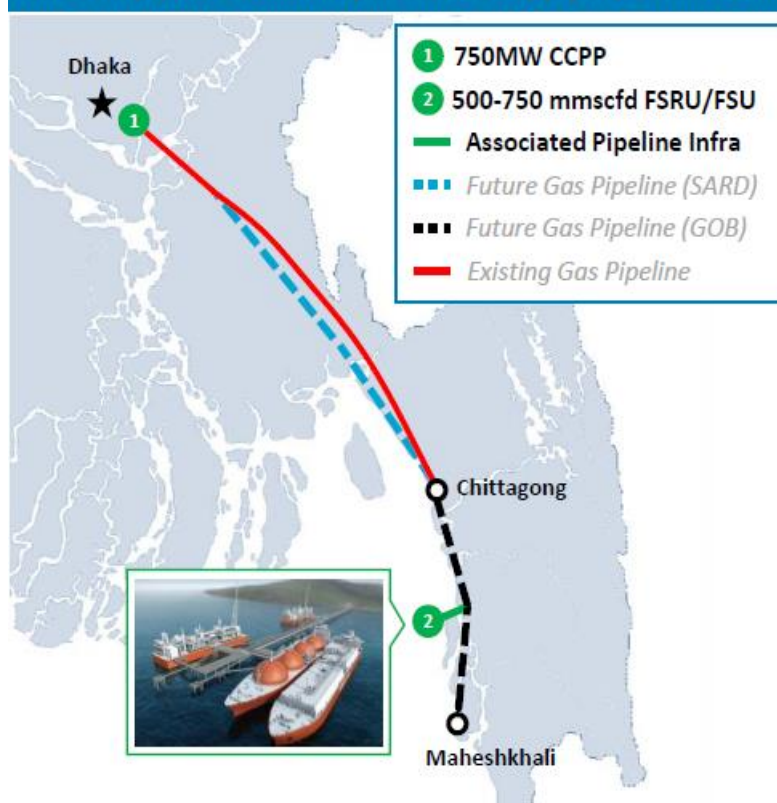 Dhaka
1
1 750MW CCPP
2 500-750 mmscfd FSRU/FSU
Associated Pipeline Infra
Future Gas Pipeline (SARD)
Future Gas Pipeline (GOB)
Existing Gas Pipeline
Chittagong
2
Maheshkhali